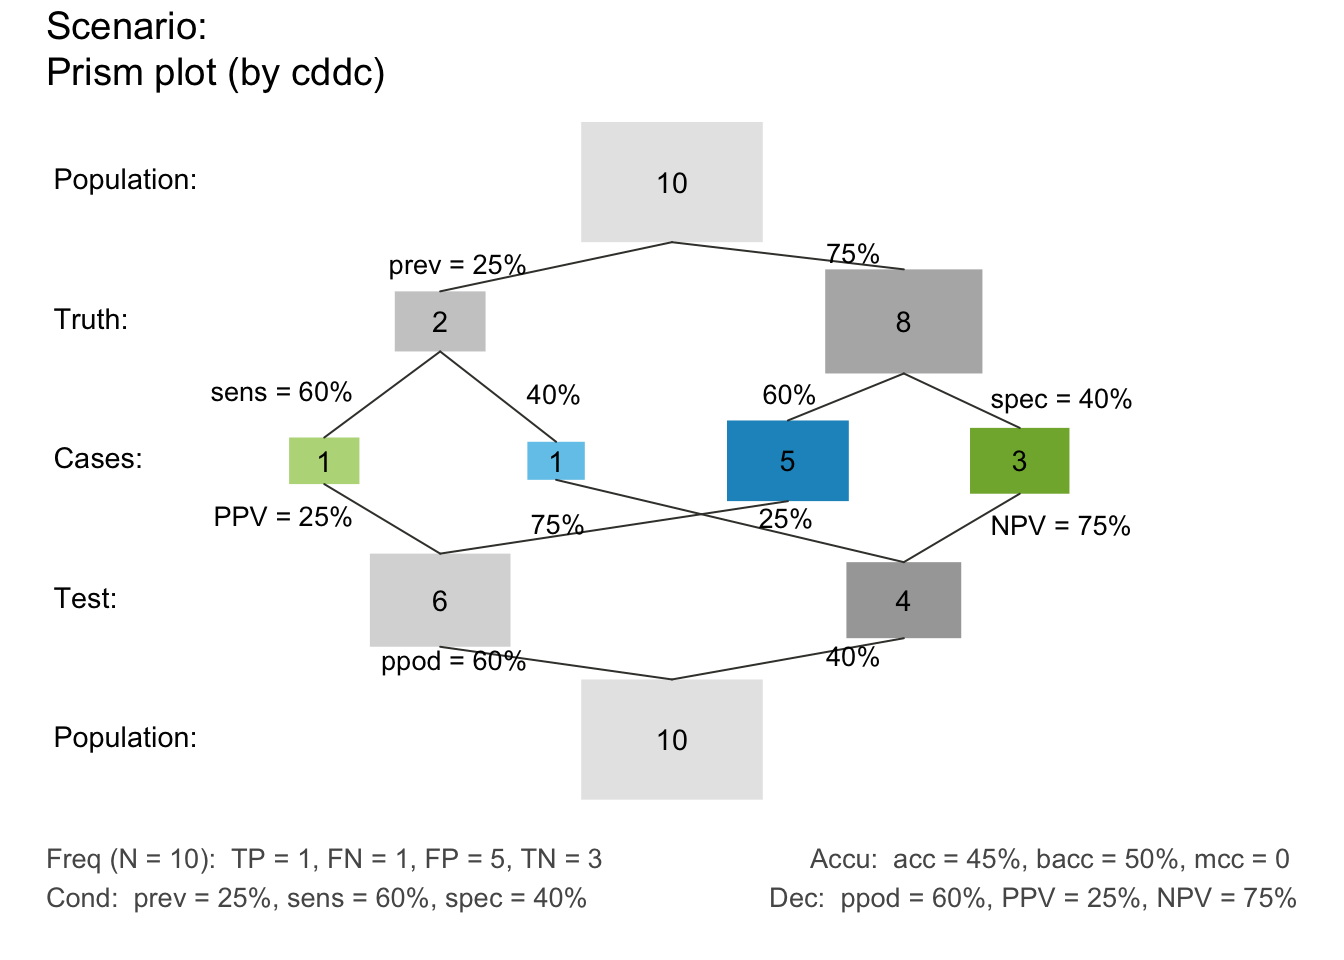 Scenario:
Prism plot (by cddc)
Population:
10
prev = 25%
75%
Truth:
2
8
sens = 60%
40%
60%
spec = 40%
Cases:
1
1
5
3
PPV = 25%
75%
25%
NPV = 75%
Test:
6
4
ppod = 60%
40%
Population:
10
Freq (N = 10):  TP = 1, FN = 1, FP = 5, TN = 3
Accu:  acc = 45%, bacc = 50%, mcc = 0
Cond:  prev = 25%, sens = 60%, spec = 40%
Dec:  ppod = 60%, PPV = 25%, NPV = 75%